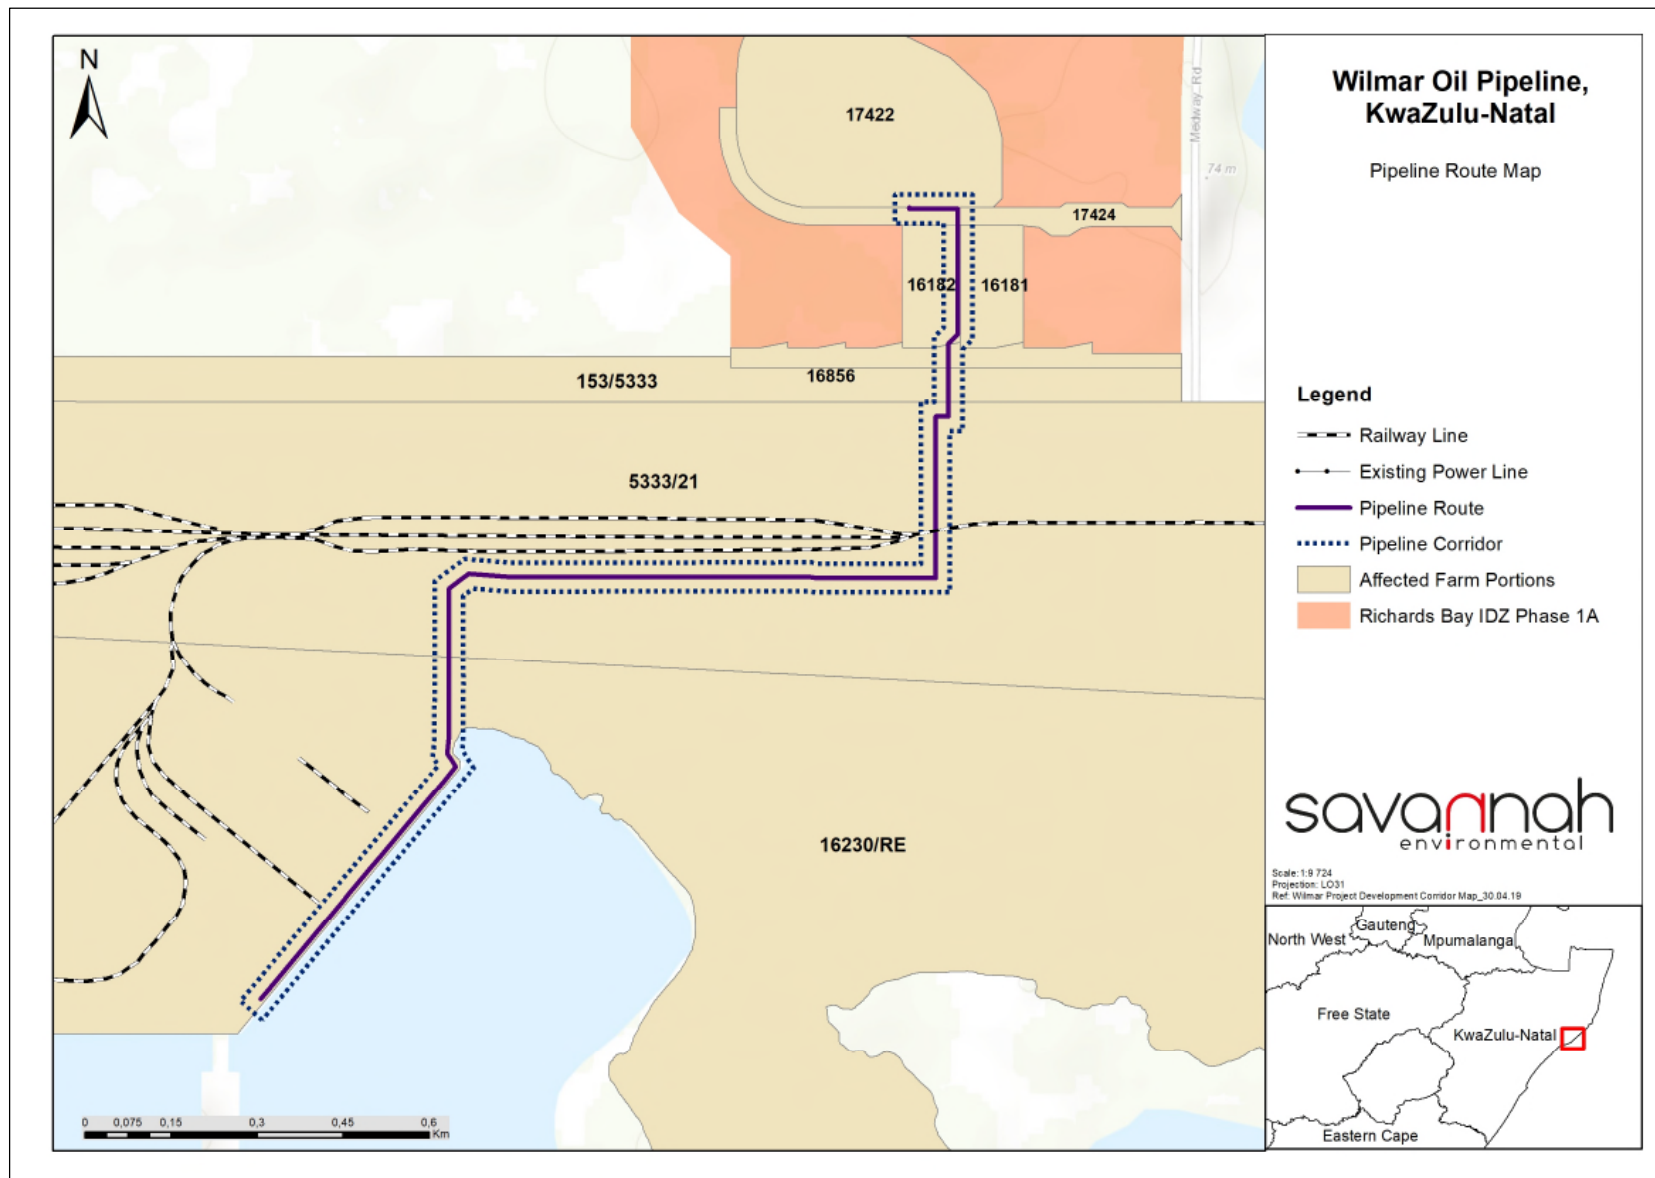 N
17422
Medway Rd
74 m
17424
16182
16181
153/5333
16856
5333/21
16230/RE
0 0,075 0,15 0,3 0,45 0,6
Km
Wilmar Oil Pipeline,
KwaZulu-Natal
Pipeline Route Map
Legend
Railway Line
Existing Power Line
Pipeline Route
Pipeline Corridor
Affected Farm Portions
Richards Bay IDZ Phase 1A
savannah
environmental
Scale: 1:9 724
Projection: LO31
Ref: Wilmar Project Development Corridor Map_30.04.19
Gauteng
North West
Mpumalanga
Free State
KwaZulu-Natal
Eastern Cape